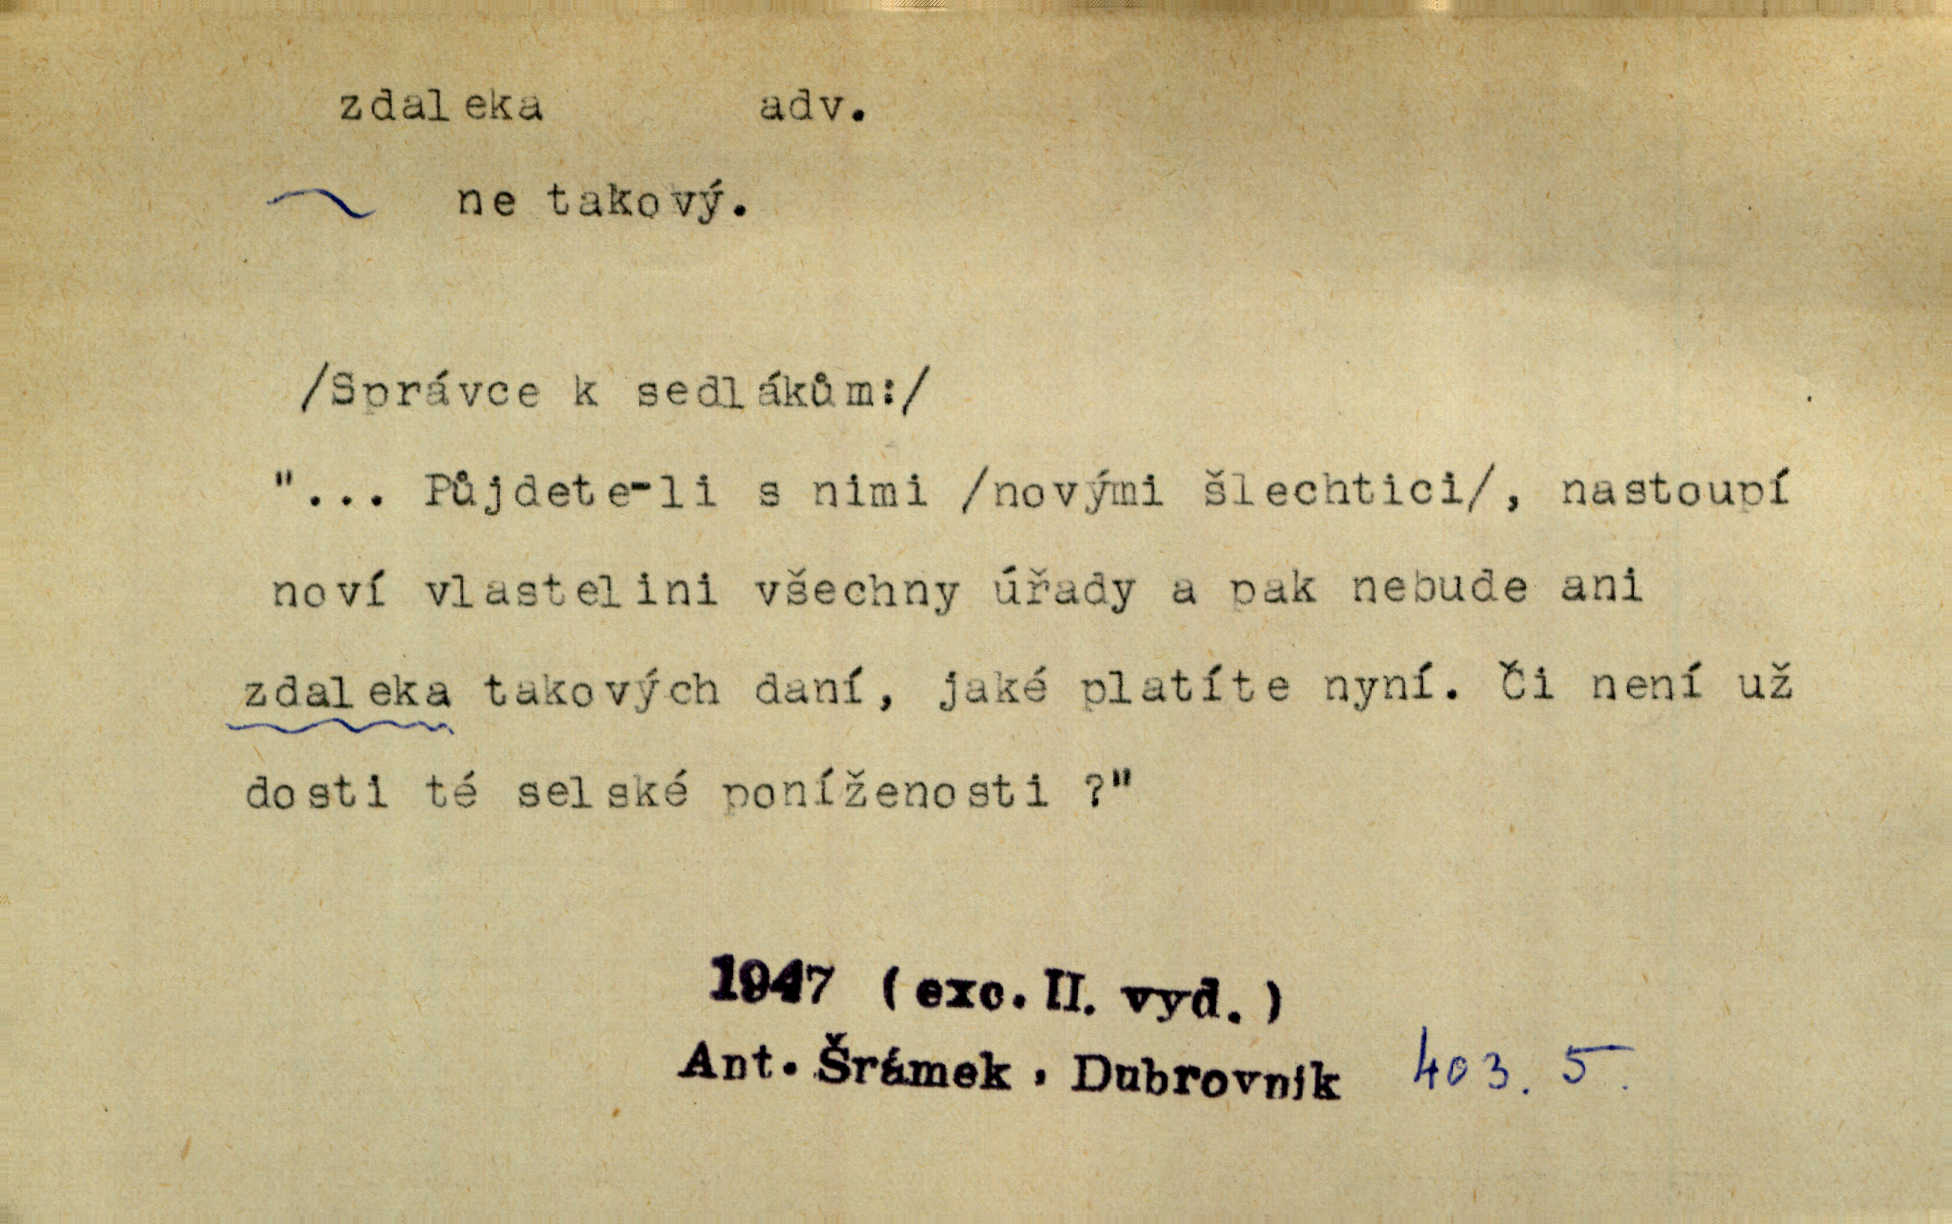 zdaleka adv.
~ ne takový.
/Správce k sedlákům:/
"... Půjdete-li s nimi /novými šlechtici/, nastoupí
noví vlastelini všechny úřady a pak nebude ani
zdaleka takových daní, jaké platíte nyní. Či není už
dosti té selské poníženosti ?"
1947 (exc. II. vyd.)
Ant. Šrámek, Dubrovnik 403. 5.